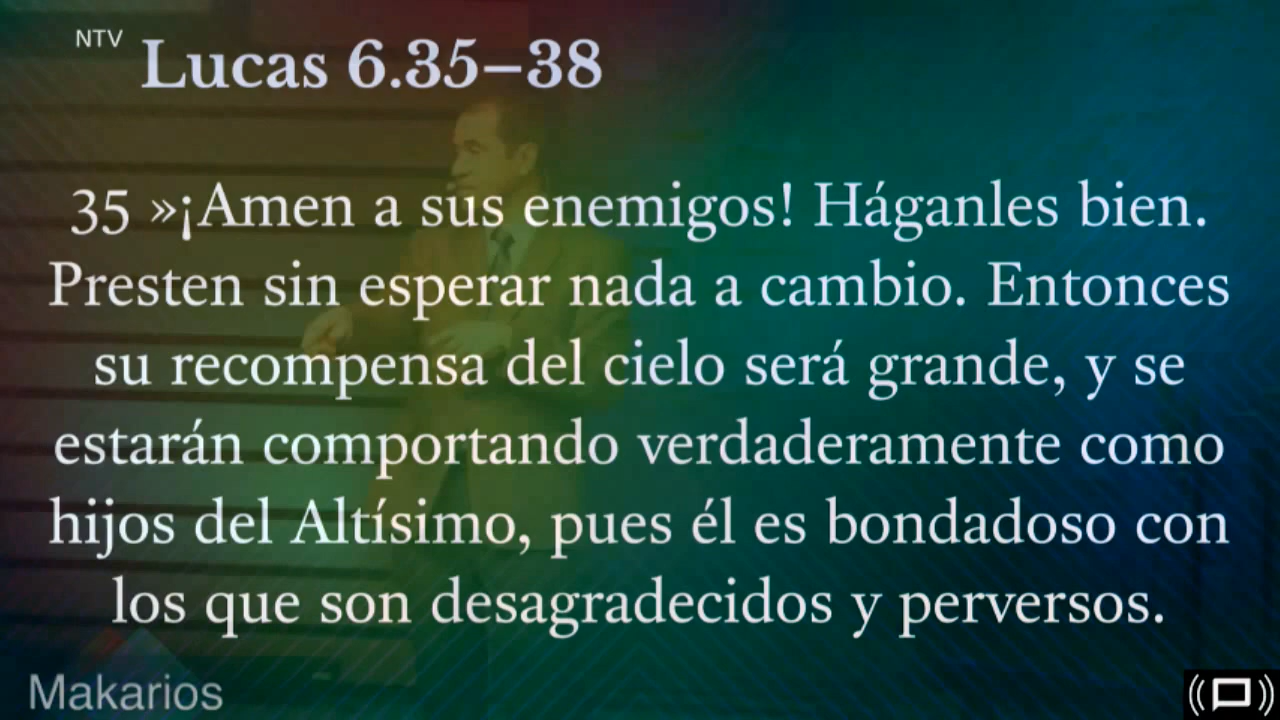 NTV
Lucas 6.35–38
35 »¡Amen a sus enemigos! Háganles bien.
Presten sin esperar nada a cambio. Entonces
su recompensa del cielo será grande, y se
estarán comportando verdaderamente como
hijos del Altísimo, pues él es bondadoso con
los que son desagradecidos y perversos.
Makarios